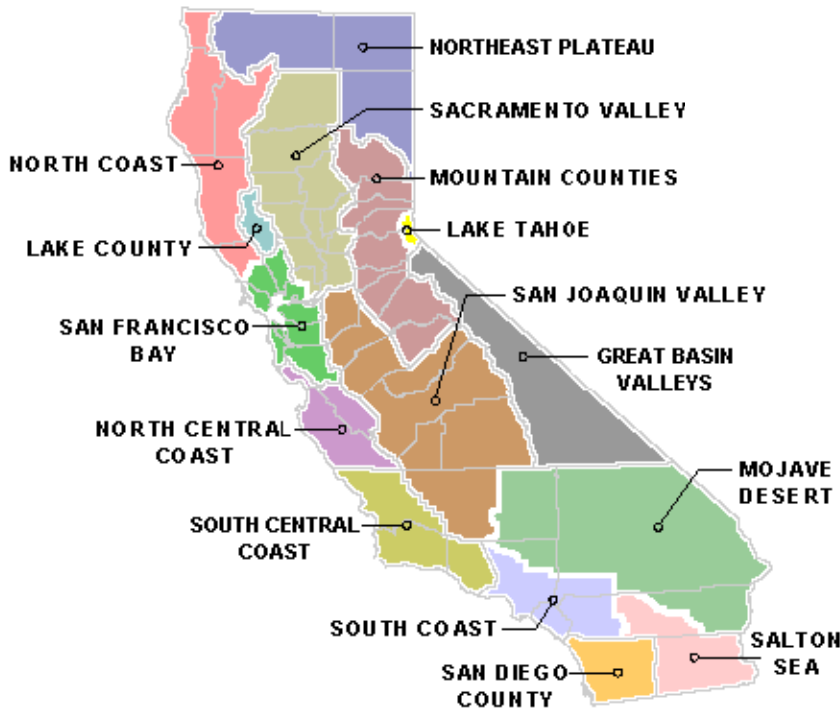 NORTHEAST PLATEAU
SACRAMENTO VALLEY
NORTH COAST
MOUNTAIN COUNTIES
LAKE TAHOE
LAKE COUNTY
SAN JOAQUIN VALLEY
SAN FRANCISCO
BAY
GREAT BASIN
VALLEYS
NORTH CENTRAL
COAST
MOJAVE
DESERT
SOUTH CENTRAL
COAST
SOUTH COAST
SALTON
SEA
SAN DIEGO
COUNTY